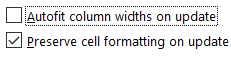 Autofit column widths on update
Preserve cell formatting on update